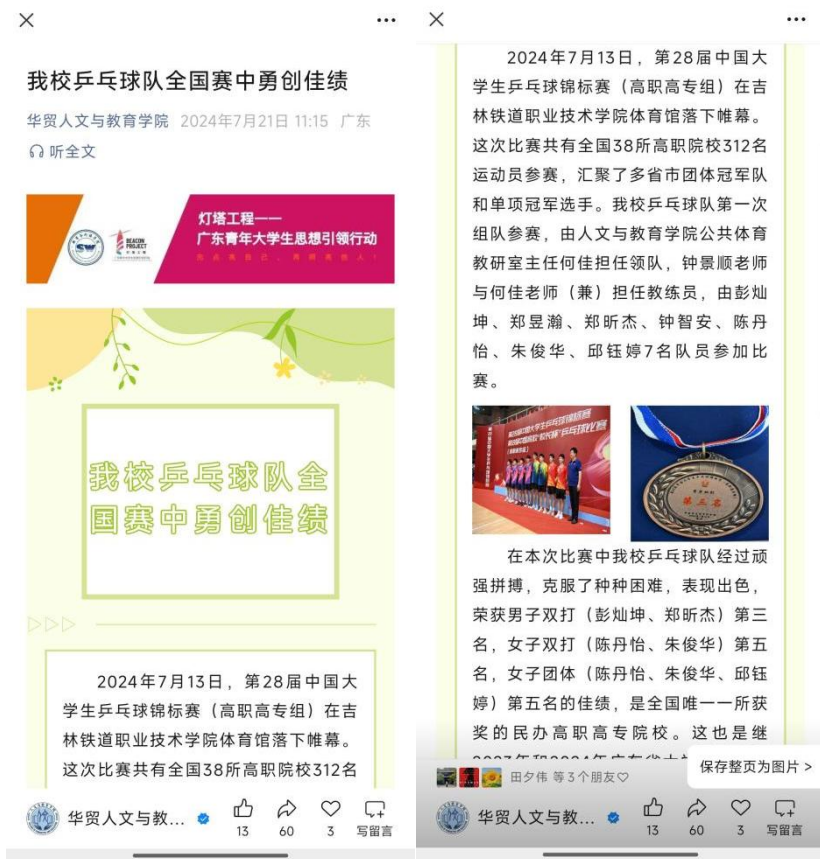 我校乒乓球队全国赛中勇创佳绩
华贸人文与教育学院 2024年7月21日 11:15 广东
听全文
灯塔工程——
广东青年大学生思想引领行动
BEACON
PROJECT
我校乒乓球队全
国赛中勇创佳绩
2024年7月13日，第28届中国大
学生乒乓球锦标赛（高职高专组）在吉
林铁道职业技术学院体育馆落下帷幕。
这次比赛共有全国38所高职院校312名
华贸人文与教... 13 60 3 写留言
2024年7月13日，第28届中国大
学生乒乓球锦标赛（高职高专组）在吉
林铁道职业技术学院体育馆落下帷幕。
这次比赛共有全国38所高职院校312名
运动员参赛，汇聚了多省市团体冠军队
和单项冠军选手。我校乒乓球队第一次
组队参赛，由人文与教育学院公共体育
教研室主任何佳担任领队，钟景顺老师
与何佳老师（兼）担任教练员，由彭灿
坤、郑昱瀚、郑昕杰、钟智安、陈丹
怡、朱俊华、邱钰婷7名队员参加比
赛。
第三名
在本次比赛中我校乒乓球队经过顽
强拼搏，克服了种种困难，表现出色，
荣获男子双打（彭灿坤、郑昕杰）第三
名，女子双打（陈丹怡、朱俊华）第五
名，女子团体（陈丹怡、朱俊华、邱钰
婷）第五名的佳绩，是全国唯一一所获
奖的民办高职高专院校。这也是继
田夕伟 等3个朋友
保存整页为图片 >
华贸人文与教... 13 60 3 写留言